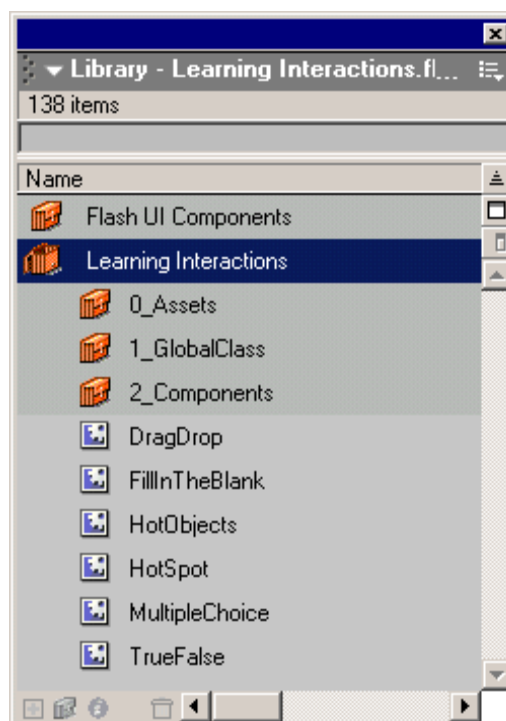 Library - Learning Interactions.fl...
138 items
Name
Flash UI Components
Learning Interactions
0_Assets
1_GlobalClass
2_Components
DragDrop
FillInTheBlank
HotObjects
HotSpot
MultipleChoice
TrueFalse